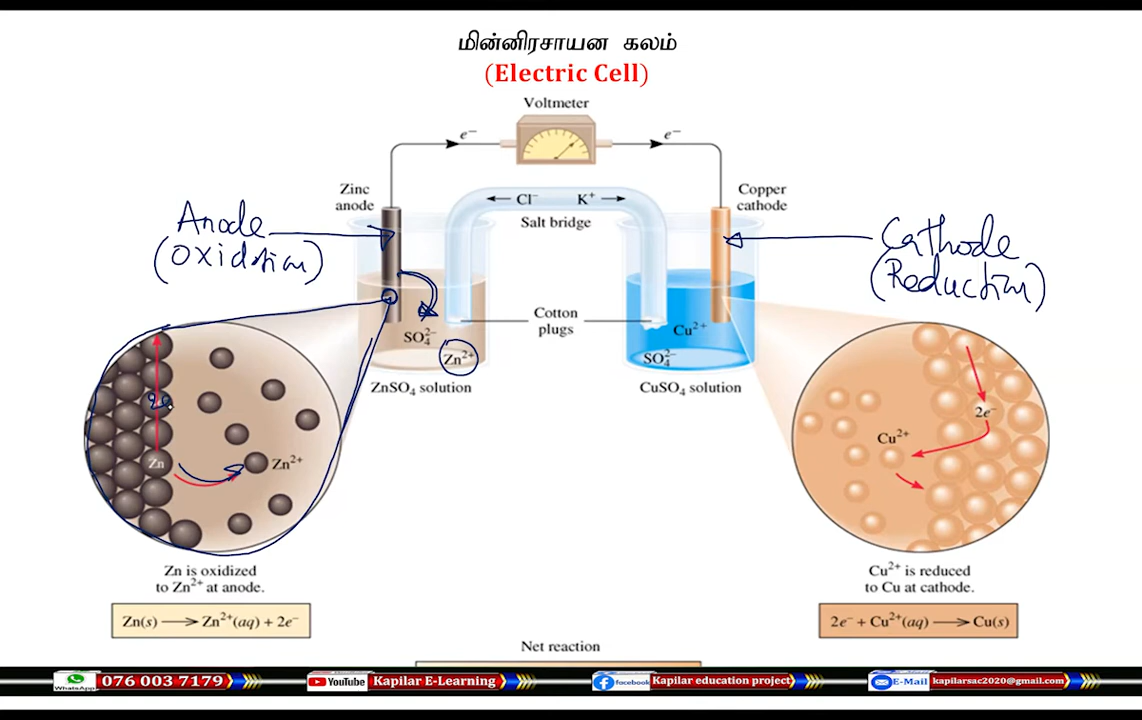 மின்னிரசாயன கலம்
(Electric Cell)
Voltmeter
e⁻
e⁻
Zinc
anode
Copper
cathode
Cl⁻
K⁺
Salt bridge
Anode
(Oxidation)
Cathode
(Reduction)
Cotton
plugs
SO₄²⁻
Zn²⁺
Cu²⁺
SO₄²⁻
ZnSO₄ solution
CuSO₄ solution
Zn
Zn²⁺
2e⁻
Cu²⁺
Zn is oxidized
to Zn²⁺ at anode.
Cu²⁺ is reduced
to Cu at cathode.
Zn(s) ⟶ Zn²⁺(aq) + 2e⁻
2e⁻ + Cu²⁺(aq) ⟶ Cu(s)
Net reaction
WhatsApp 076 003 7179
YouTube Kapilar E-Learning
facebook Kapilar education project
E-Mail kapilarsac2020@gmail.com